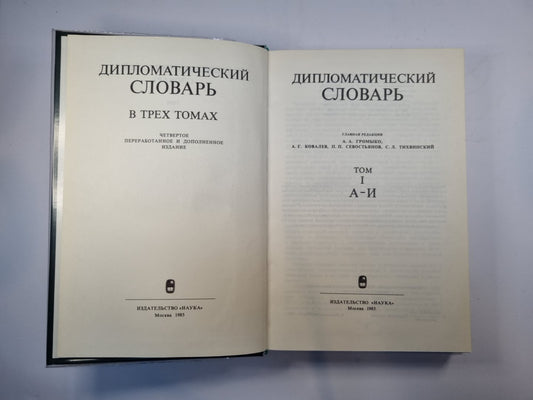 ДИПЛОМАТИЧЕСКИЙ
СЛОВАРЬ
В ТРЕХ ТОМАХ
ЧЕТВЕРТОЕ
ПЕРЕРАБОТАННОЕ И ДОПОЛНЕННОЕ
ИЗДАНИЕ
ИЗДАТЕЛЬСТВО «НАУКА»
Москва 1985
ДИПЛОМАТИЧЕСКИЙ
СЛОВАРЬ
ГЛАВНАЯ РЕДАКЦИЯ
А. А. ГРОМЫКО,
А. Г. КОВАЛЕВ, П. П. СЕВОСТЬЯНОВ, С. Л. ТИХВИНСКИЙ
ТОМ
I
А-И
ИЗДАТЕЛЬСТВО «НАУКА»
Москва 1985